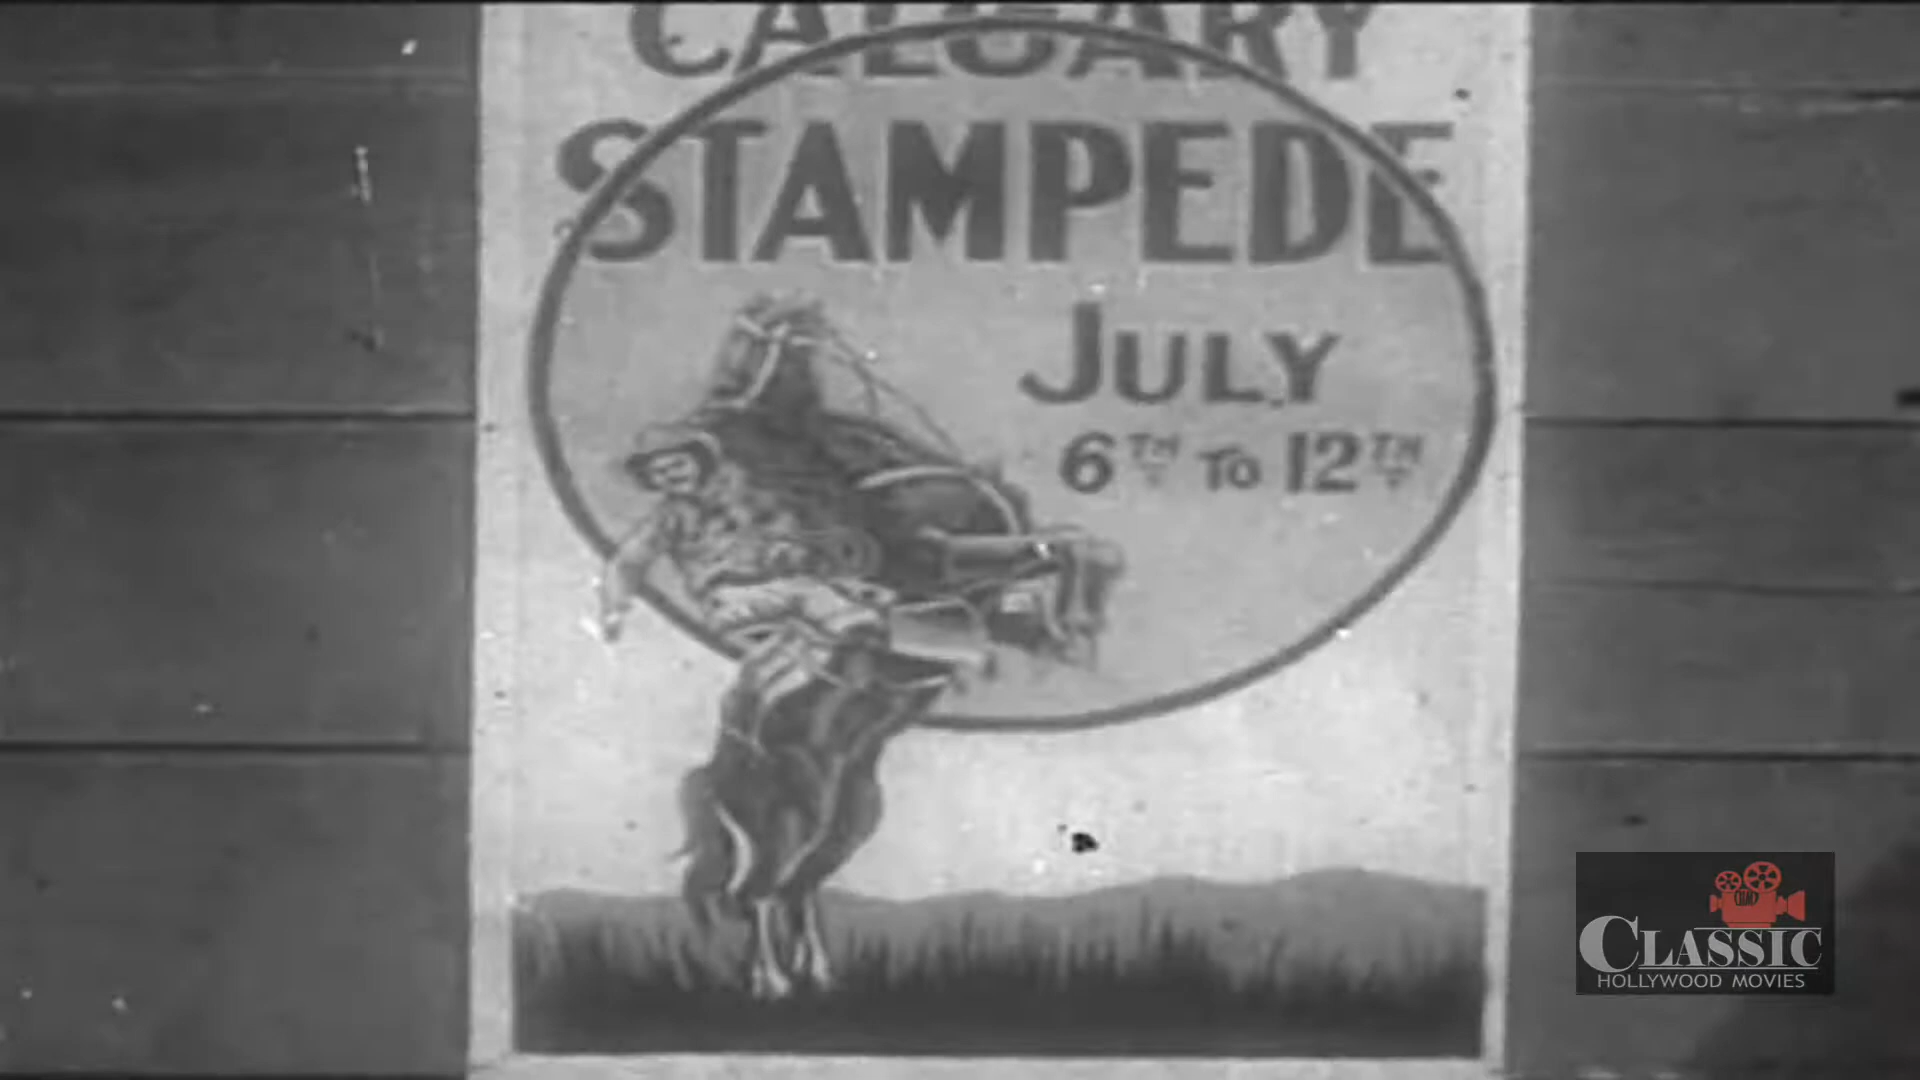 CALGARY
STAMPEDE
JULY
6TH TO 12TH
CLASSIC
HOLLYWOOD MOVIES